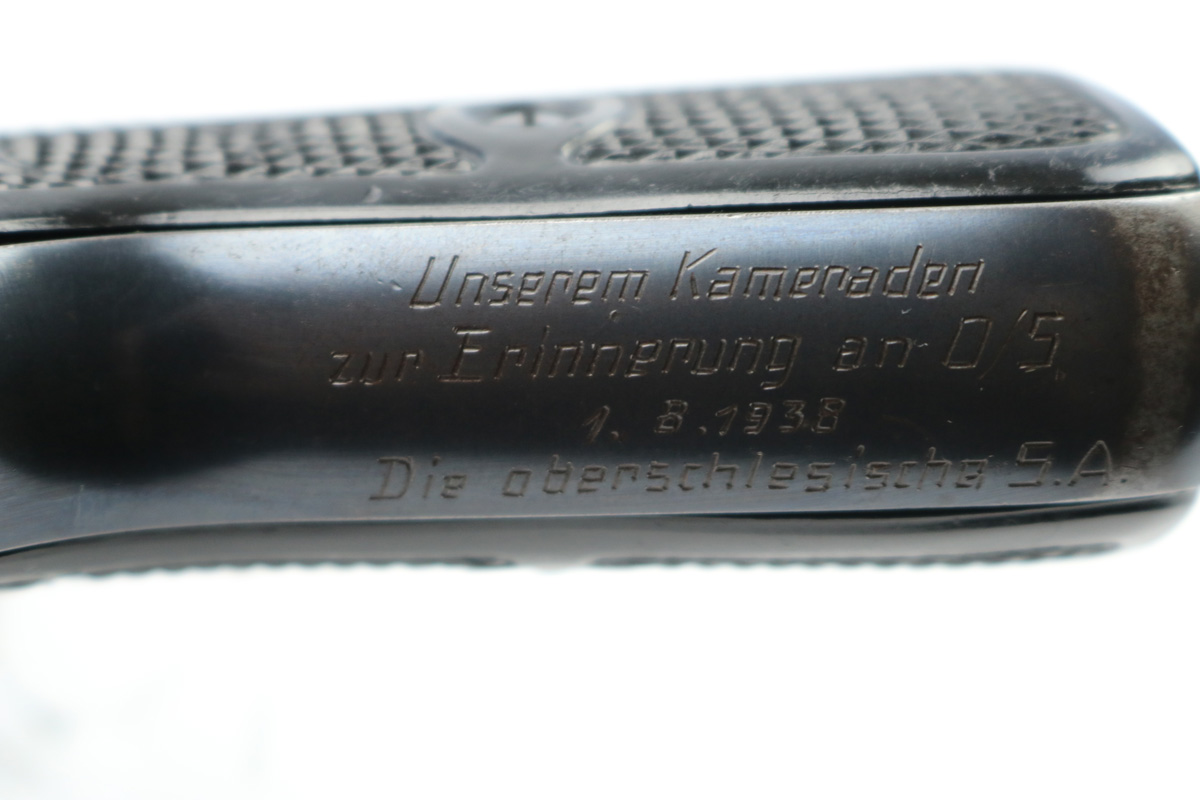 Unserem Kameraden
zur Erinnerung an O/S.
1. 8.1938
Die oberschlesische S.A.